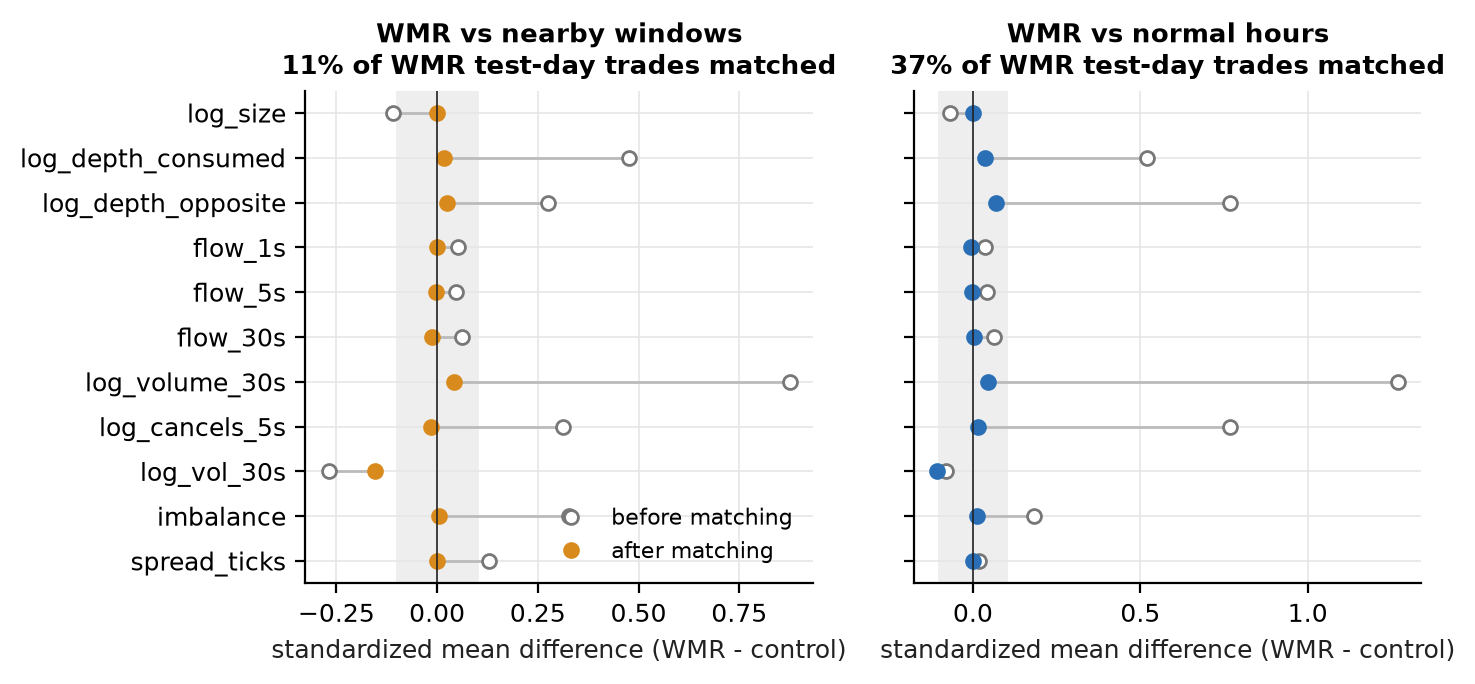 WMR vs nearby windows
11% of WMR test-day trades matched
WMR vs normal hours
37% of WMR test-day trades matched
log_size
log_depth_consumed
log_depth_opposite
flow_1s
flow_5s
flow_30s
log_volume_30s
log_cancels_5s
log_vol_30s
imbalance
spread_ticks
before matching
after matching
−0.25 0.00 0.25 0.50 0.75
0.0 0.5 1.0
standardized mean difference (WMR - control)
standardized mean difference (WMR - control)